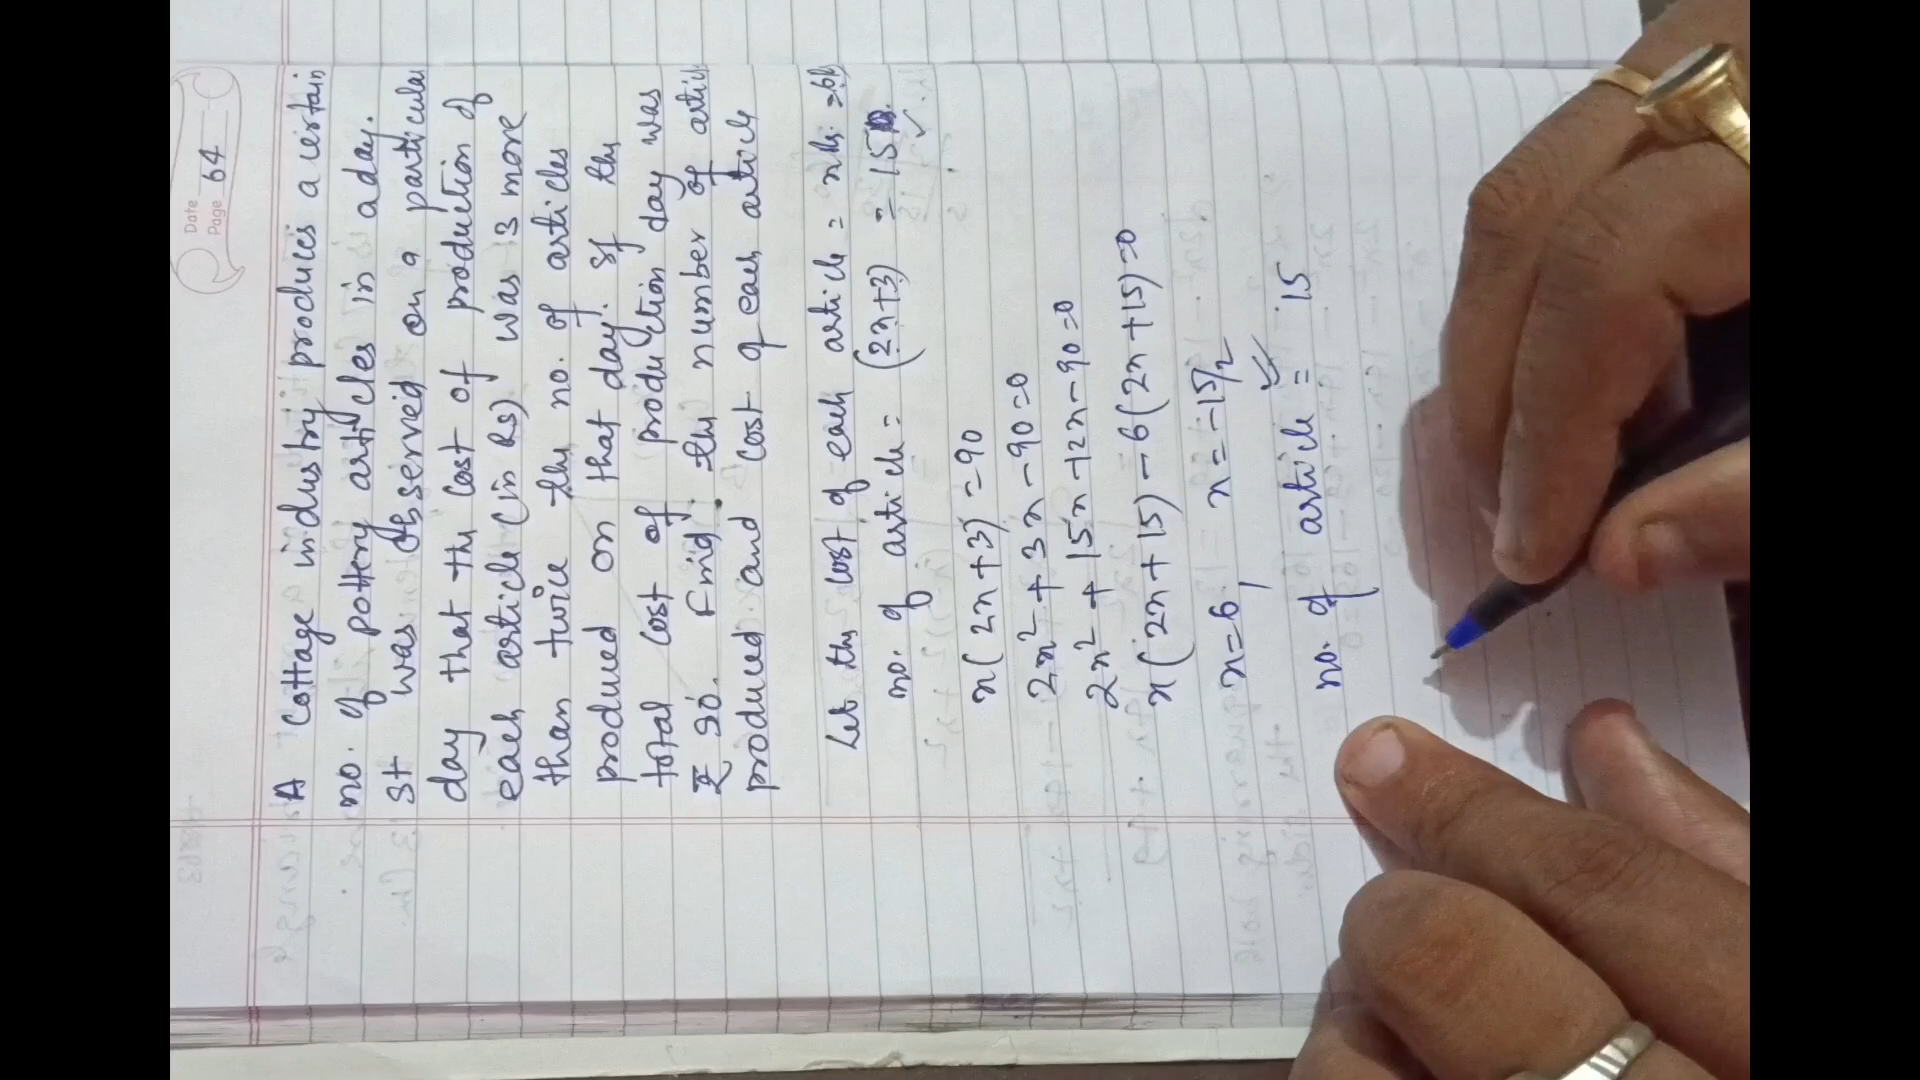 Date
Page 64
A Cottage industry produces a certain
no. of pottery articles in a day.
It was observed on a particular
day that the cost of production of
each article (in Rs) was 3 more
than twice the no. of articles
produced on that day. If the
total cost of production day was
₹ 90. Find the number of artic
produced and cost of each article
Let the cost of each article = x Rs. = 6
no. of article = (2x+3) = 15
x(2x+3) = 90
2x² + 3x - 90 = 0
2x² + 15x - 12x - 90 = 0
x(2x+15) - 6(2x+15) = 0
x = 6, x = -15/2
no. of article = 15